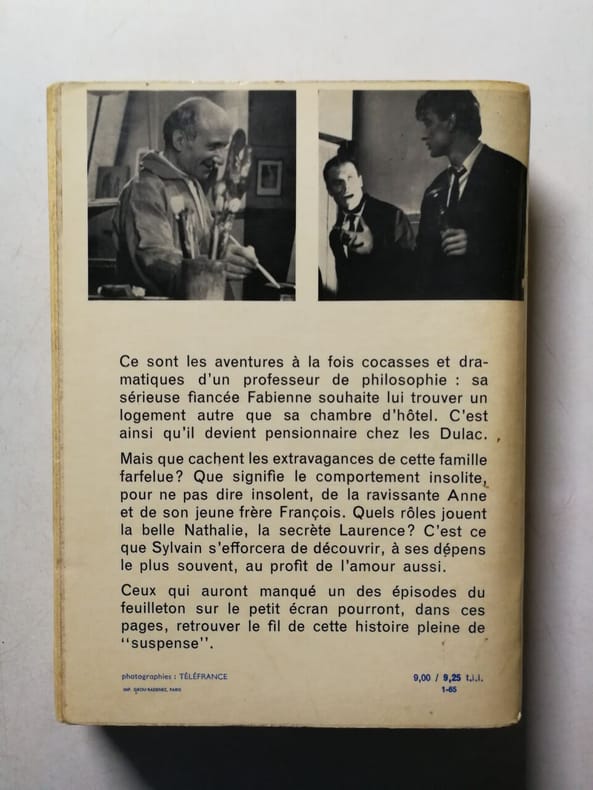 Ce sont les aventures à la fois cocasses et dra-
matiques d'un professeur de philosophie : sa
sérieuse fiancée Fabienne souhaite lui trouver un
logement autre que sa chambre d'hôtel. C'est
ainsi qu'il devient pensionnaire chez les Dulac.
Mais que cachent les extravagances de cette famille
farfelue? Que signifie le comportement insolite,
pour ne pas dire insolent, de la ravissante Anne
et de son jeune frère François. Quels rôles jouent
la belle Nathalie, la secrète Laurence? C'est ce
que Sylvain s'efforcera de découvrir, à ses dépens
le plus souvent, au profit de l'amour aussi.
Ceux qui auront manqué un des épisodes du
feuilleton sur le petit écran pourront, dans ces
pages, retrouver le fil de cette histoire pleine de
"suspense".
photographies : TÉLÉFRANCE
9,00 / 9,25 t.l.i.
IMP. GROU-RADENEZ, PARIS
1-65